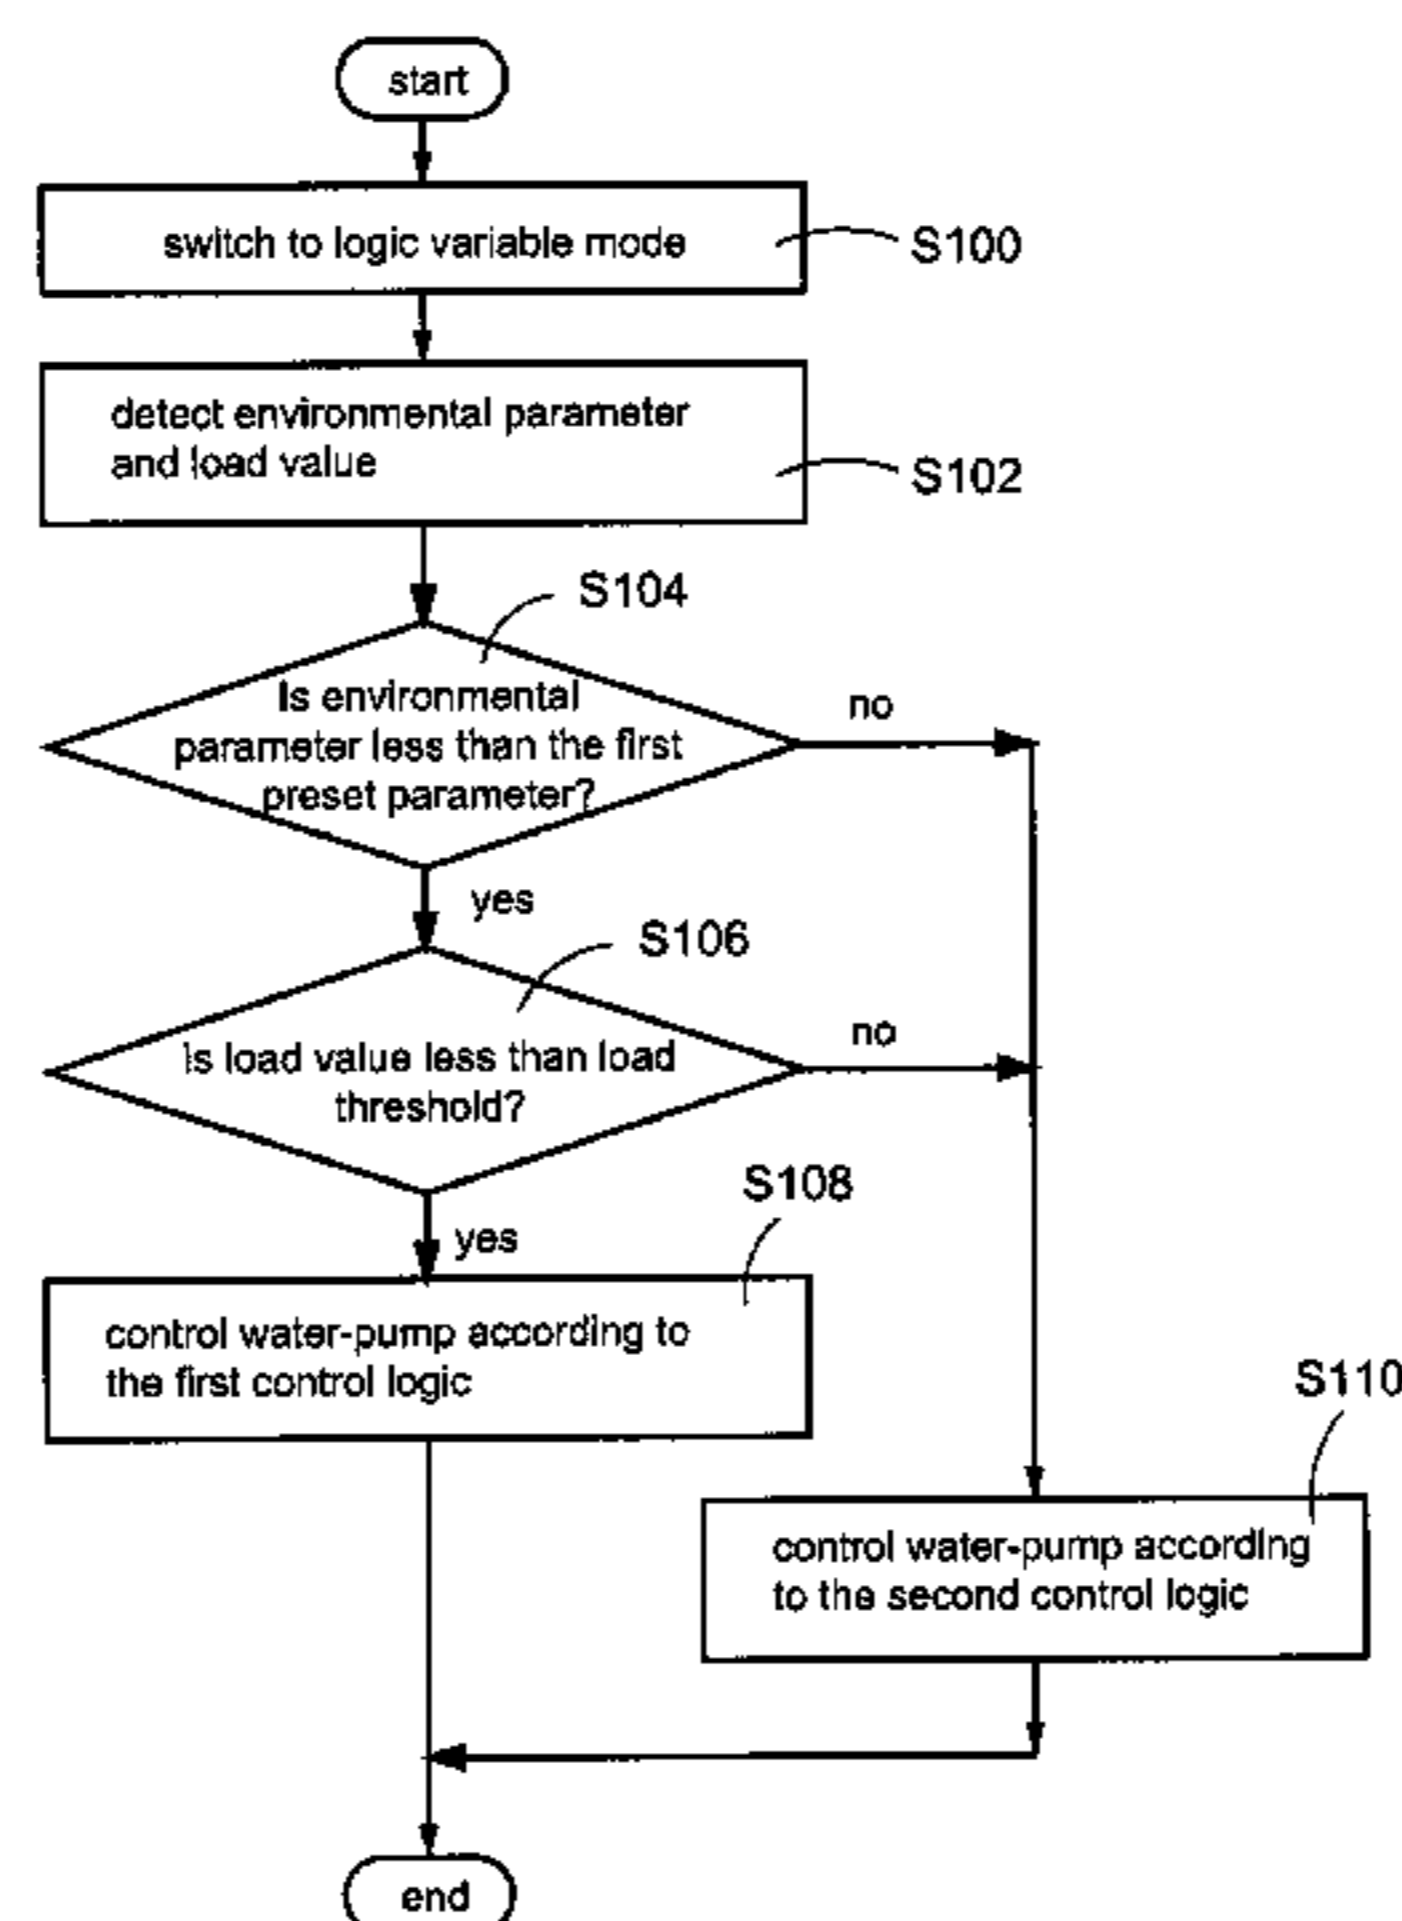 start
switch to logic variable mode
S100
detect environmental parameter
and load value
S102
S104
Is environmental
parameter less than the first
preset parameter?
no
yes
S106
Is load value less than load
threshold?
no
yes
S108
control water-pump according to
the first control logic
S110
control water-pump according
to the second control logic
end